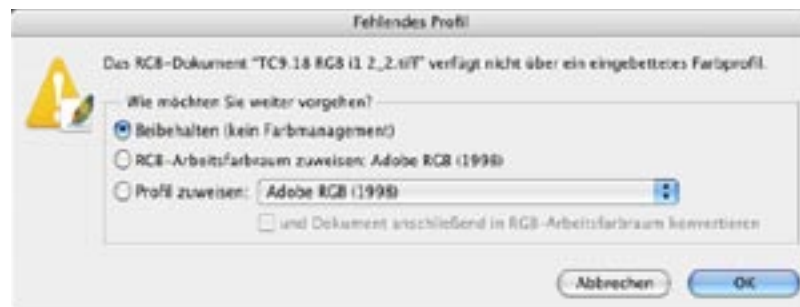 Fehlendes Profil
Das RGB-Dokument "TC9.18 RGB i1 2_2.tiff" verfügt nicht über ein eingebettetes Farbprofil.
Wie möchten Sie weiter vorgehen?
Beibehalten (kein Farbmanagement)
RGB-Arbeitsfarbraum zuweisen: Adobe RGB (1998)
Profil zuweisen: Adobe RGB (1998)
und Dokument anschließend in RGB-Arbeitsfarbraum konvertieren
Abbrechen OK